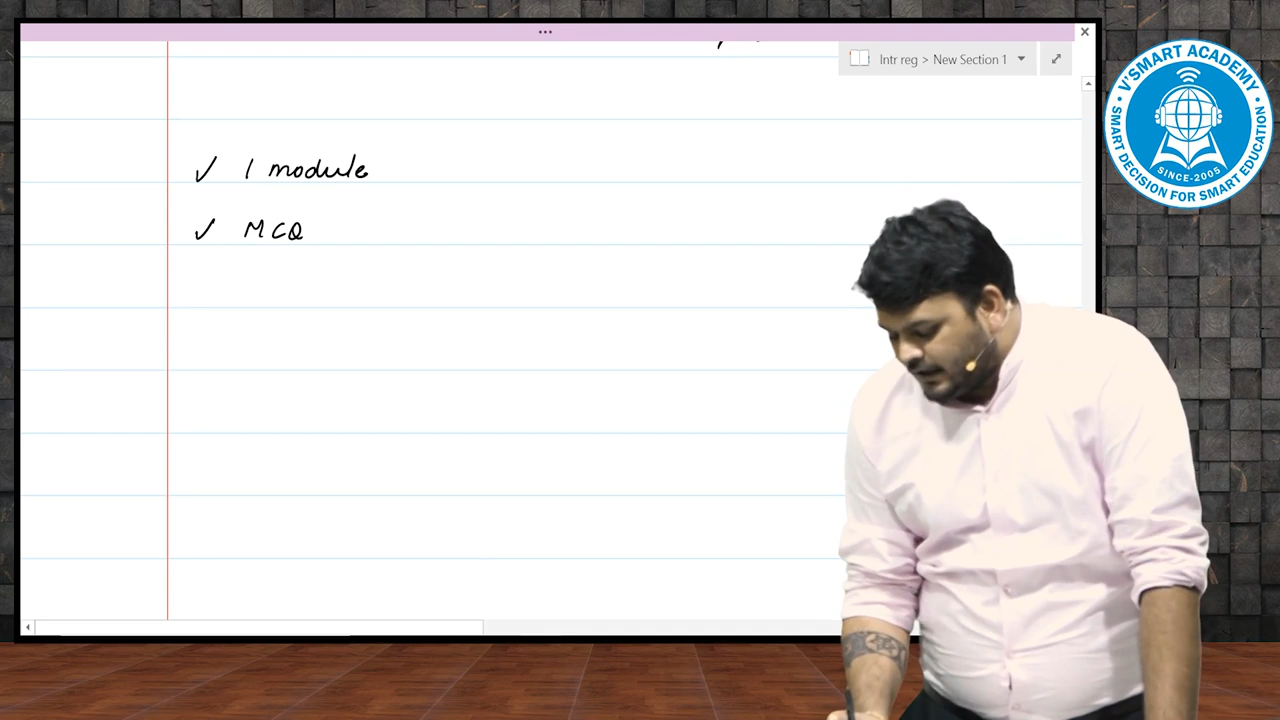 Intr reg > New Section 1
✓ 1 module
✓ MCQ
V'SMART ACADEMY
SINCE-2005
SMART DECISION FOR SMART EDUCATION